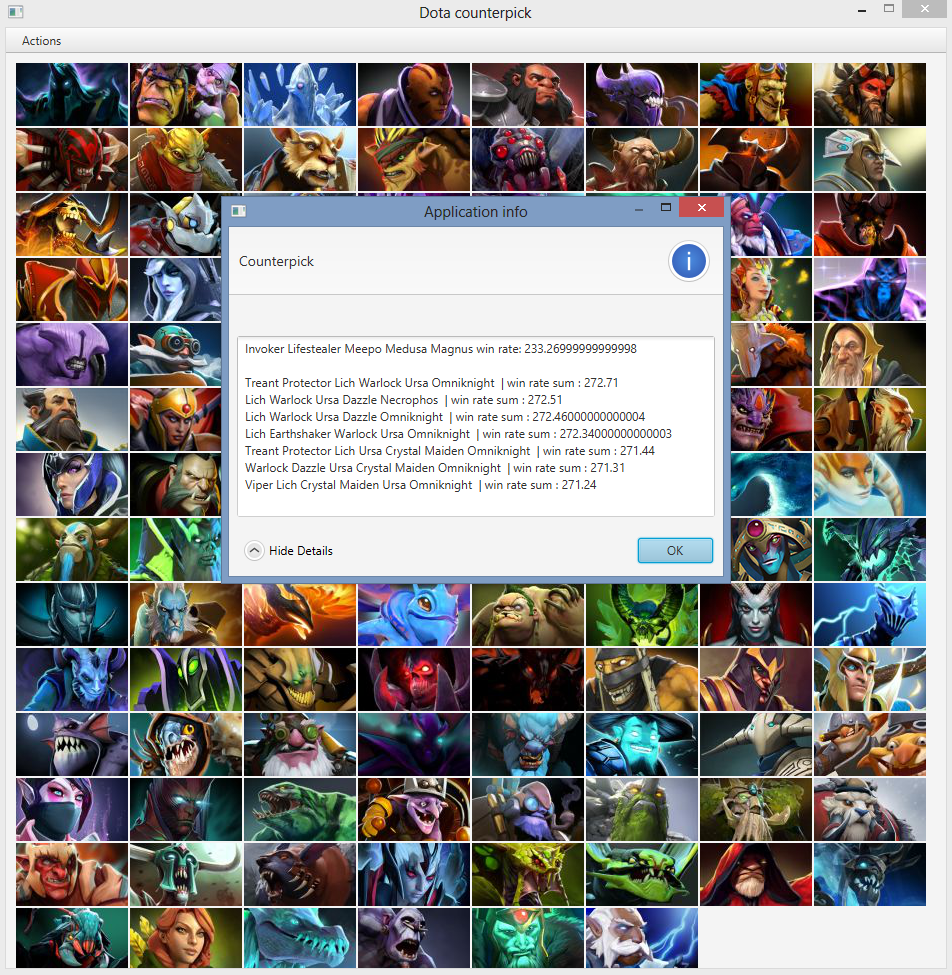 Dota counterpick
Actions
Application info
Counterpick
Invoker Lifestealer Meepo Medusa Magnus win rate: 233.26999999999998
Treant Protector Lich Warlock Ursa Omniknight | win rate sum : 272.71
Lich Warlock Ursa Dazzle Necrophos | win rate sum : 272.51
Lich Warlock Ursa Dazzle Omniknight | win rate sum : 272.46000000000004
Lich Earthshaker Warlock Ursa Omniknight | win rate sum : 272.34000000000003
Treant Protector Lich Ursa Crystal Maiden Omniknight | win rate sum : 271.44
Warlock Dazzle Ursa Crystal Maiden Omniknight | win rate sum : 271.31
Viper Lich Crystal Maiden Ursa Omniknight | win rate sum : 271.24
Hide Details
OK